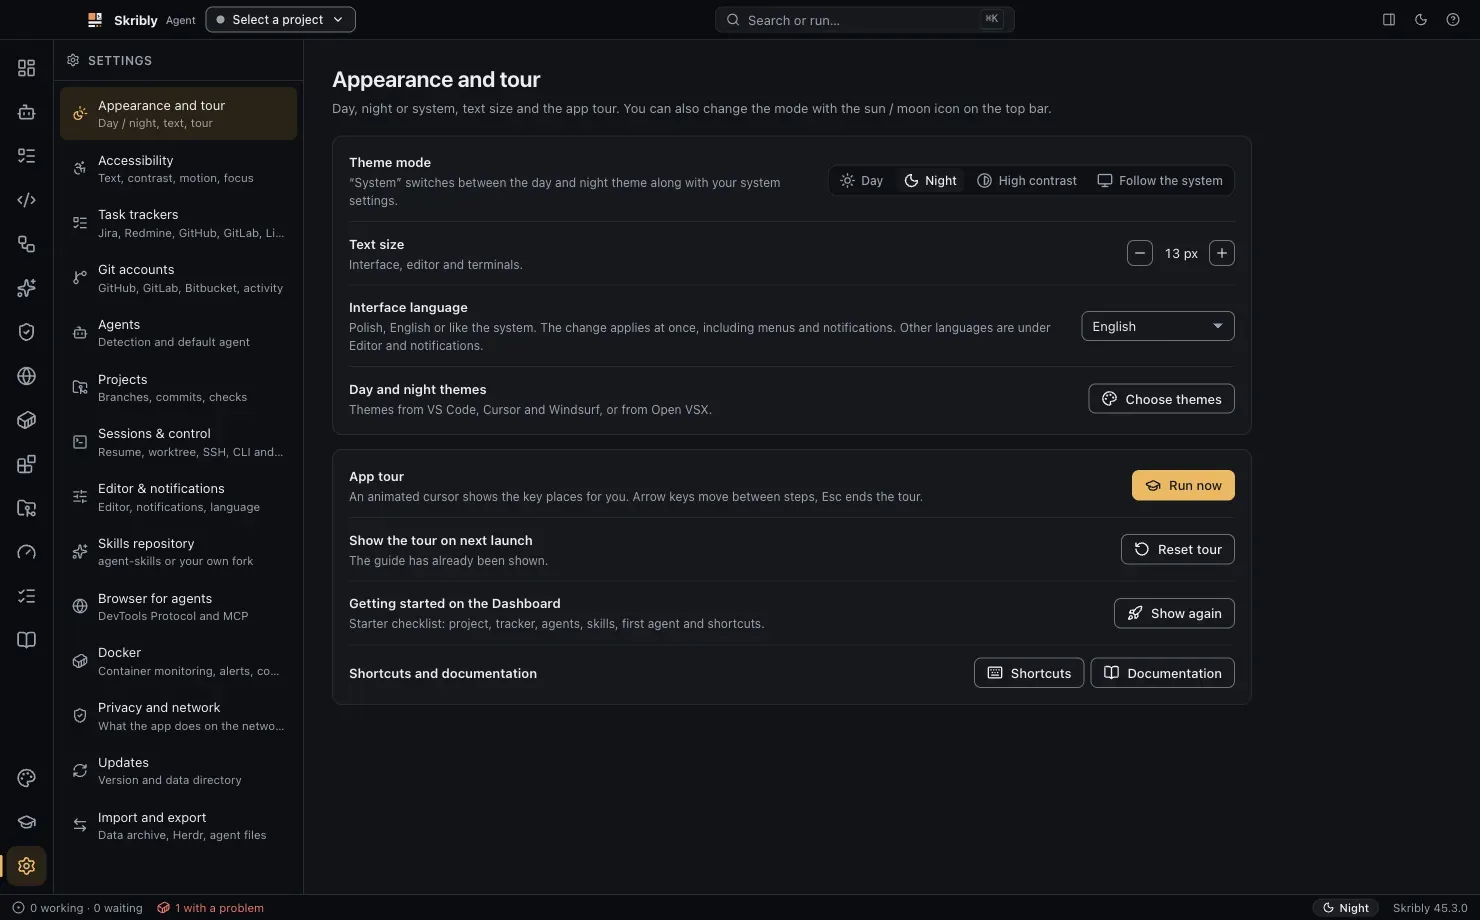 Skribly Agent Select a project
Search or run... ⌘K
SETTINGS
Appearance and tour
Day / night, text, tour
Accessibility
Text, contrast, motion, focus
Task trackers
Jira, Redmine, GitHub, GitLab, Li...
Git accounts
GitHub, GitLab, Bitbucket, activity
Agents
Detection and default agent
Projects
Branches, commits, checks
Sessions & control
Resume, worktree, SSH, CLI and...
Editor & notifications
Editor, notifications, language
Skills repository
agent-skills or your own fork
Browser for agents
DevTools Protocol and MCP
Docker
Container monitoring, alerts, co...
Privacy and network
What the app does on the netwo...
Updates
Version and data directory
Import and export
Data archive, Herdr, agent files
Appearance and tour
Day, night or system, text size and the app tour. You can also change the mode with the sun / moon icon on the top bar.
Theme mode
“System” switches between the day and night theme along with your system
settings.
Day Night High contrast Follow the system
Text size
Interface, editor and terminals.
13 px
Interface language
Polish, English or like the system. The change applies at once, including menus and notifications. Other languages are under
Editor and notifications.
English
Day and night themes
Themes from VS Code, Cursor and Windsurf, or from Open VSX.
Choose themes
App tour
An animated cursor shows the key places for you. Arrow keys move between steps, Esc ends the tour.
Run now
Show the tour on next launch
The guide has already been shown.
Reset tour
Getting started on the Dashboard
Starter checklist: project, tracker, agents, skills, first agent and shortcuts.
Show again
Shortcuts and documentation
Shortcuts Documentation
0 working · 0 waiting 1 with a problem
Night Skribly 45.3.0